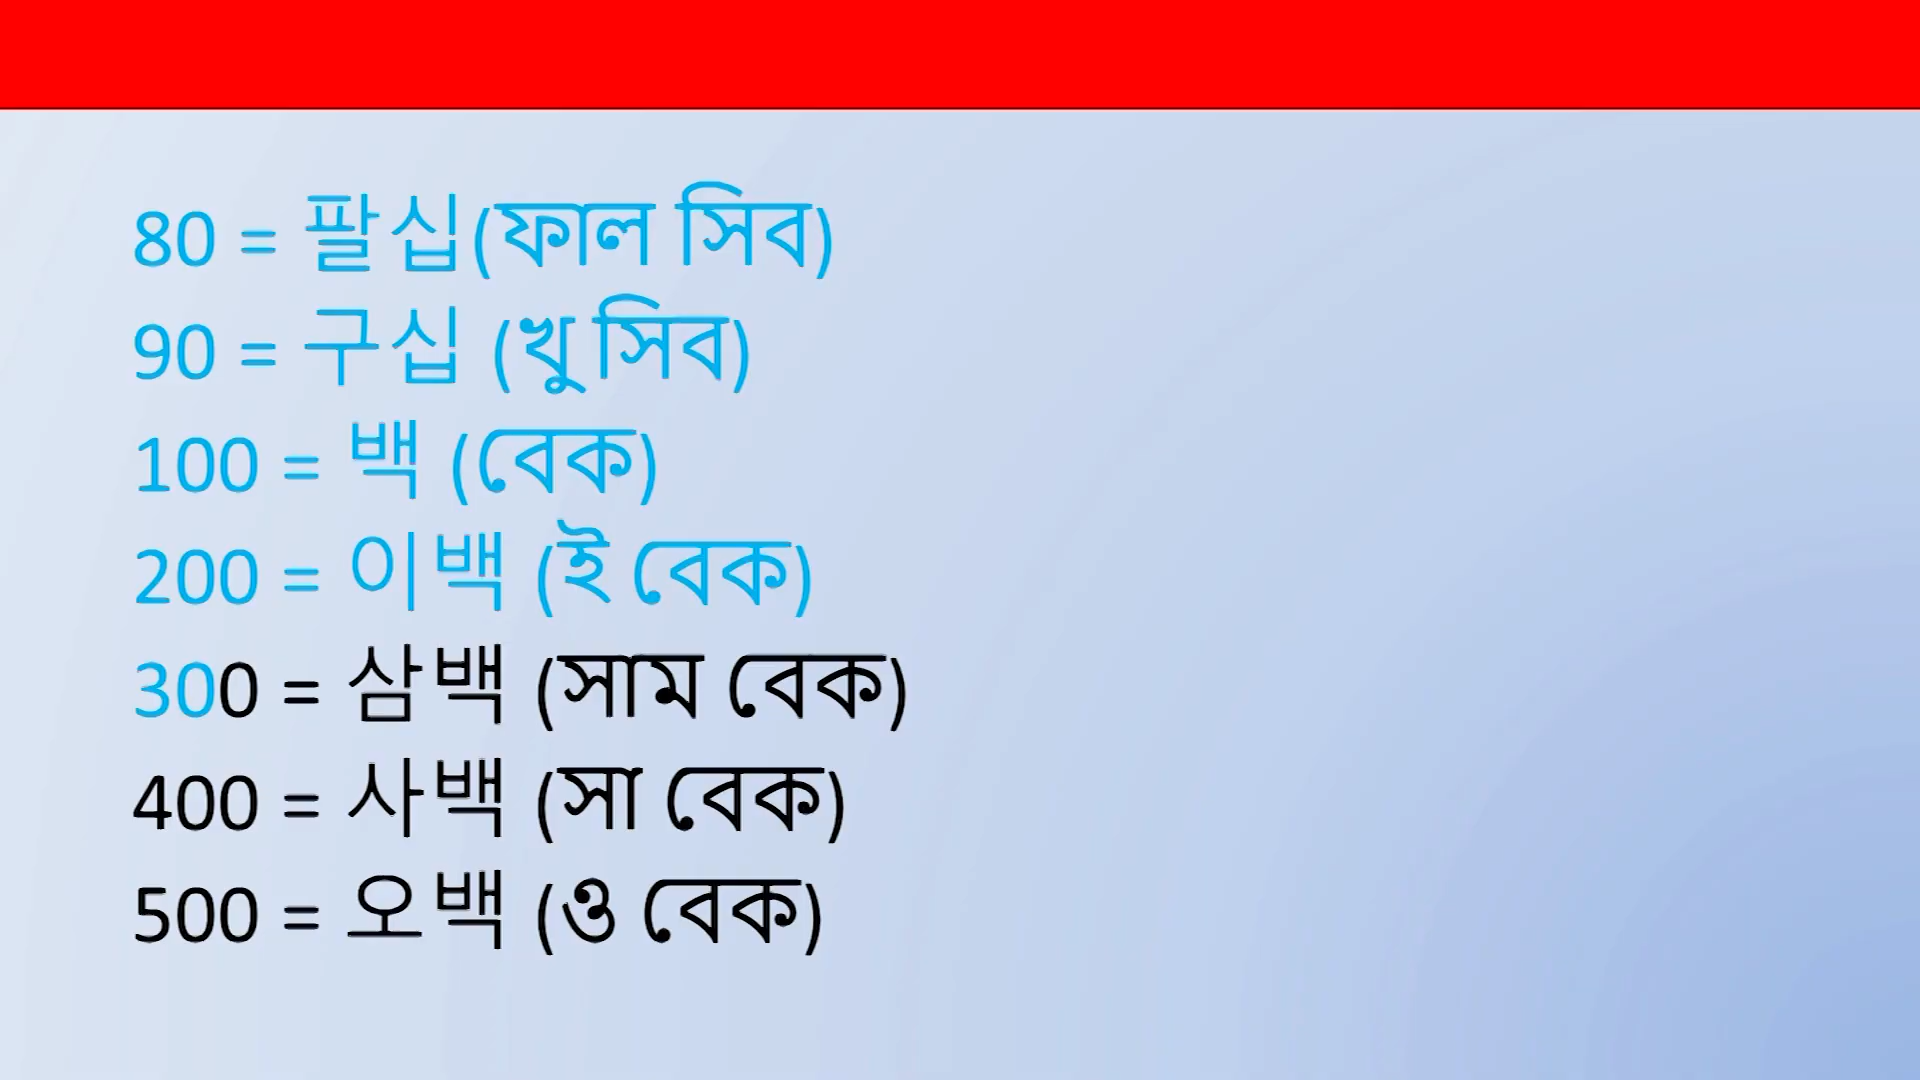 80 = 팔십(ফাল সিব)
90 = 구십 (খু সিব)
100 = 백 (বেক)
200 = 이백 (ই বেক)
300 = 삼백 (সাম বেক)
400 = 사백 (সা বেক)
500 = 오백 (ও বেক)